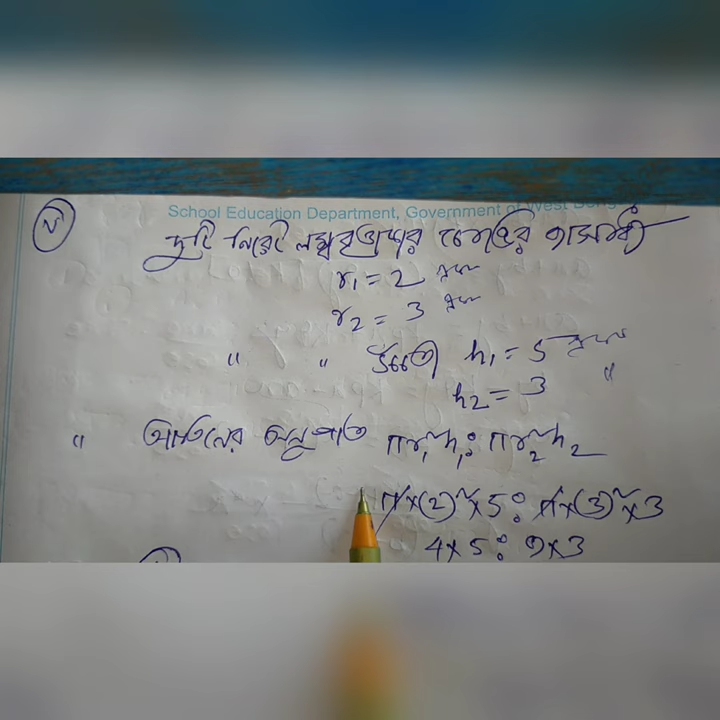 School Education Department, Government of West Beng
দুটি নিরেট লম্ববৃত্তাকার চোঙের ব্যাসার্ধ
r₁ = 2 একক
r₂ = 3 একক
" " উচ্চতা h₁ = 5 একক
h₂ = 3 "
" আয়তনের অনুপাত πr₁²h₁ : πr₂²h₂
π×(2)²×5 : π×(3)²×3
4×5 : 9×3